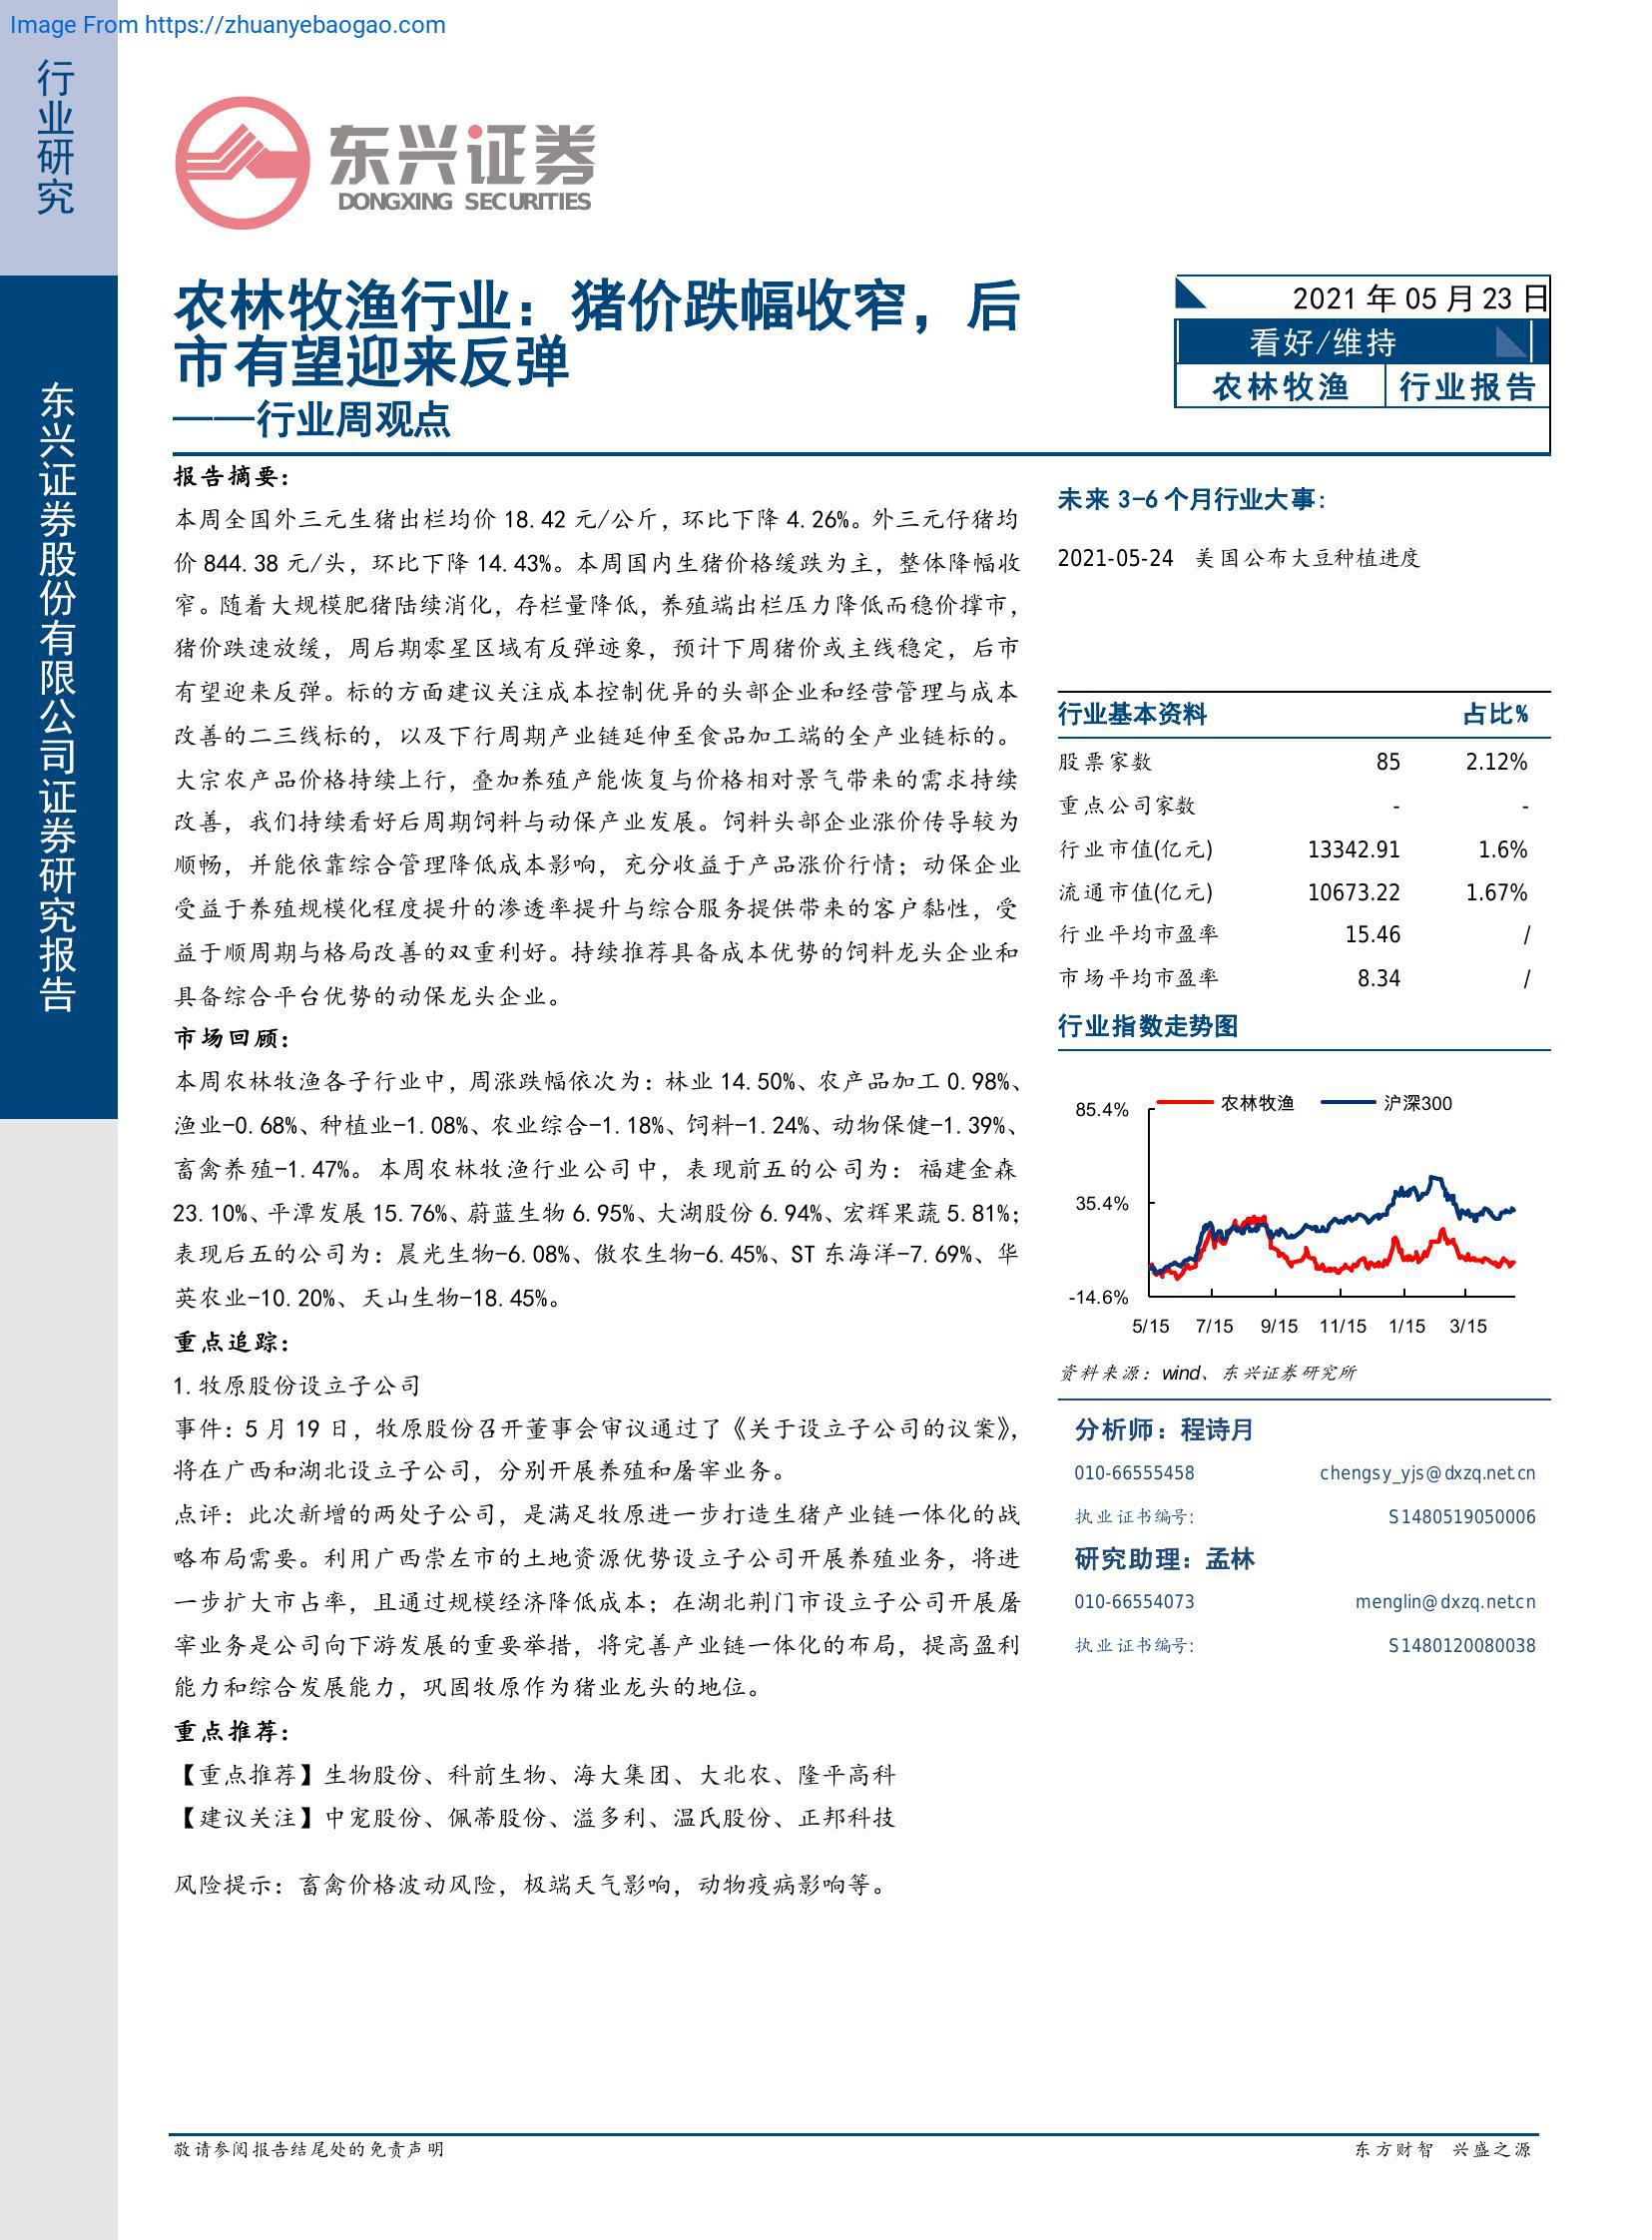 Image From https://zhuanyebaogao.com
行业研究
东兴证券股份有限公司证券研究报告
东兴证券
DONGXING SECURITIES
农林牧渔行业：猪价跌幅收窄，后
市有望迎来反弹
——行业周观点
2021 年 05 月 23 日
看好/维持
农林牧渔 行业报告
报告摘要：
本周全国外三元生猪出栏均价 18.42 元/公斤，环比下降 4.26%。外三元仔猪均
价 844.38 元/头，环比下降 14.43%。本周国内生猪价格缓跌为主，整体降幅收
窄。随着大规模肥猪陆续消化，存栏量降低，养殖端出栏压力降低而稳价撑市，
猪价跌速放缓，周后期零星区域有反弹迹象，预计下周猪价或主线稳定，后市
有望迎来反弹。标的方面建议关注成本控制优异的头部企业和经营管理与成本
改善的二三线标的，以及下行周期产业链延伸至食品加工端的全产业链标的。
大宗农产品价格持续上行，叠加养殖产能恢复与价格相对景气带来的需求持续
改善，我们持续看好后周期饲料与动保产业发展。饲料头部企业涨价传导较为
顺畅，并能依靠综合管理降低成本影响，充分收益于产品涨价行情；动保企业
受益于养殖规模化程度提升的渗透率提升与综合服务提供带来的客户黏性，受
益于顺周期与格局改善的双重利好。持续推荐具备成本优势的饲料龙头企业和
具备综合平台优势的动保龙头企业。
市场回顾：
本周农林牧渔各子行业中，周涨跌幅依次为：林业 14.50%、农产品加工 0.98%、
渔业-0.68%、种植业-1.08%、农业综合-1.18%、饲料-1.24%、动物保健-1.39%、
畜禽养殖-1.47%。本周农林牧渔行业公司中，表现前五的公司为：福建金森
23.10%、平潭发展 15.76%、蔚蓝生物 6.95%、大湖股份 6.94%、宏辉果蔬 5.81%；
表现后五的公司为：晨光生物-6.08%、傲农生物-6.45%、ST 东海洋-7.69%、华
英农业-10.20%、天山生物-18.45%。
重点追踪：
1.牧原股份设立子公司
事件：5 月 19 日，牧原股份召开董事会审议通过了《关于设立子公司的议案》，
将在广西和湖北设立子公司，分别开展养殖和屠宰业务。
点评：此次新增的两处子公司，是满足牧原进一步打造生猪产业链一体化的战
略布局需要。利用广西崇左市的土地资源优势设立子公司开展养殖业务，将进
一步扩大市占率，且通过规模经济降低成本；在湖北荆门市设立子公司开展屠
宰业务是公司向下游发展的重要举措，将完善产业链一体化的布局，提高盈利
能力和综合发展能力，巩固牧原作为猪业龙头的地位。
重点推荐：
【重点推荐】生物股份、科前生物、海大集团、大北农、隆平高科
【建议关注】中宠股份、佩蒂股份、溢多利、温氏股份、正邦科技
风险提示：畜禽价格波动风险，极端天气影响，动物疫病影响等。
未来 3-6 个月行业大事：
2021-05-24 美国公布大豆种植进度
行业基本资料 占比%
股票家数 85 2.12%
重点公司家数 - -
行业市值(亿元) 13342.91 1.6%
流通市值(亿元) 10673.22 1.67%
行业平均市盈率 15.46 /
市场平均市盈率 8.34 /
行业指数走势图
农林牧渔 沪深300
85.4%
35.4%
-14.6%
5/15 7/15 9/15 11/15 1/15 3/15
资料来源：wind、东兴证券研究所
分析师：程诗月
010-66555458 chengsy_yjs@dxzq.net.cn
执业证书编号: S1480519050006
研究助理：孟林
010-66554073 menglin@dxzq.net.cn
执业证书编号: S1480120080038
敬请参阅报告结尾处的免责声明 东方财智 兴盛之源